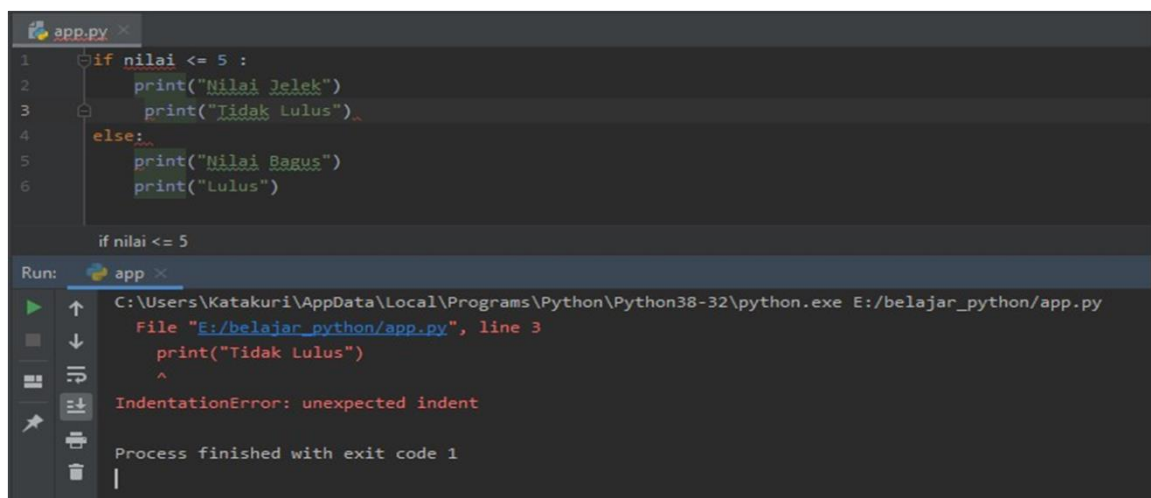 app.py
1 if nilai <= 5 :
2     print("Nilai Jelek")
3      print("Tidak Lulus")
4 else:
5     print("Nilai Bagus")
6     print("Lulus")
if nilai <= 5
Run: app
C:\Users\Katakuri\AppData\Local\Programs\Python\Python38-32\python.exe E:/belajar_python/app.py
  File "E:/belajar_python/app.py", line 3
    print("Tidak Lulus")
    ^
IndentationError: unexpected indent
Process finished with exit code 1